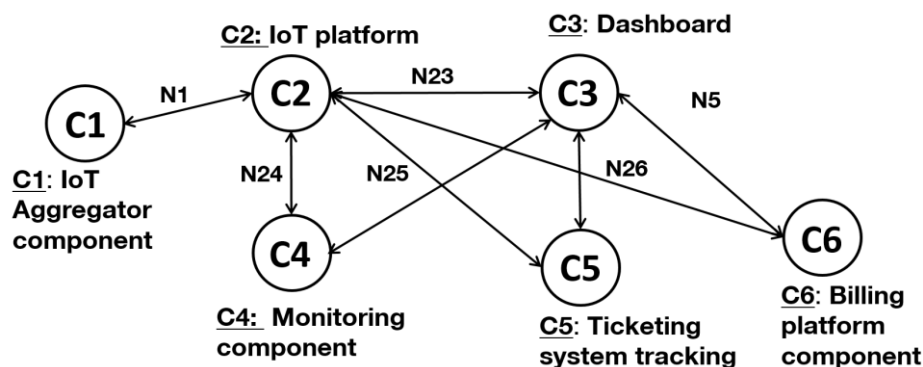 C2: IoT platform
C3: Dashboard
N1
N23
N5
C1
C2
C3
N24
N25
N26
C1: IoT
Aggregator
component
C4
C5
C6
C4: Monitoring
component
C5: Ticketing
system tracking
C6: Billing
platform
component